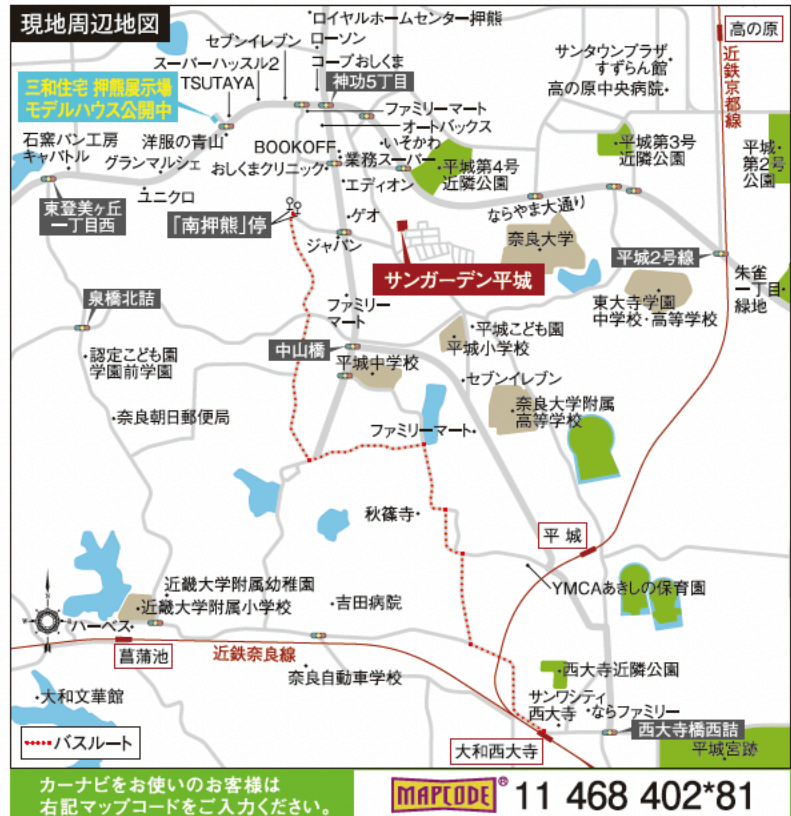 現地周辺地図
ロイヤルホームセンター押熊
高の原
セブンイレブン
ローソン
スーパーハッスル2
コープおしくま
サンタウンプラザ
すずらん館
高の原中央病院
近鉄京都線
三和住宅 押熊展示場
モデルハウス公開中
TSUTAYA
神功5丁目
ファミリーマート
オートバックス
石窯パン工房
キャパトル
洋服の青山
グランマルシェ
BOOKOFF
いそかわ
業務スーパー
おしくまクリニック
平城第4号
近隣公園
平城第3号
近隣公園
平城
第2号
公園
ユニクロ
エディオン
東登美ヶ丘
一丁目西
「南押熊」停
ゲオ
ならやま大通り
ジャパン
奈良大学
平城2号線
サンガーデン平城
朱雀
一丁目
緑地
泉橋北詰
ファミリー
マート
東大寺学園
中学校・高等学校
中山橋
平城こども園
平城小学校
認定こども園
学園前学園
平城中学校
セブンイレブン
奈良朝日郵便局
奈良大学附属
高等学校
ファミリーマート
秋篠寺
平城
近畿大学附属幼稚園
近畿大学附属小学校
吉田病院
YMCAあきしの保育園
ハーベス
菖蒲池
近鉄奈良線
奈良自動車学校
西大寺近隣公園
大和文華館
サンワシティ
西大寺
ならファミリー
西大寺橋西詰
バスルート
大和西大寺
平城宮跡
カーナビをお使いのお客様は
右記マップコードをご入力ください。
MAPCODE® 11 468 402*81